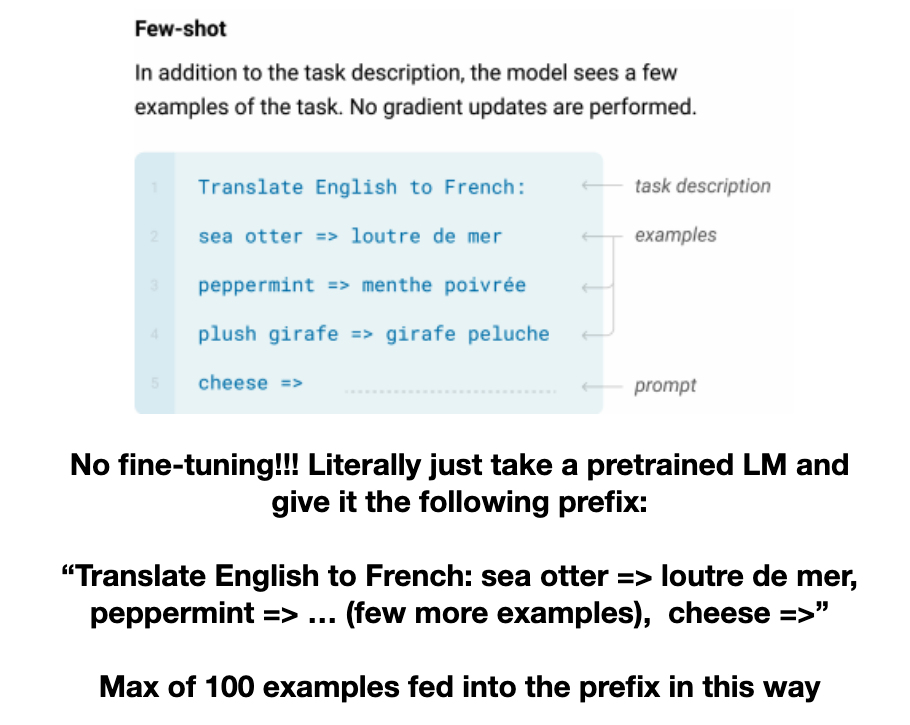 Few-shot
In addition to the task description, the model sees a few
examples of the task. No gradient updates are performed.
1 Translate English to French: task description
2 sea otter => loutre de mer examples
3 peppermint => menthe poivrée
4 plush girafe => girafe peluche
5 cheese => prompt
No fine-tuning!!! Literally just take a pretrained LM and
give it the following prefix:
“Translate English to French: sea otter => loutre de mer,
peppermint => … (few more examples), cheese =>”
Max of 100 examples fed into the prefix in this way